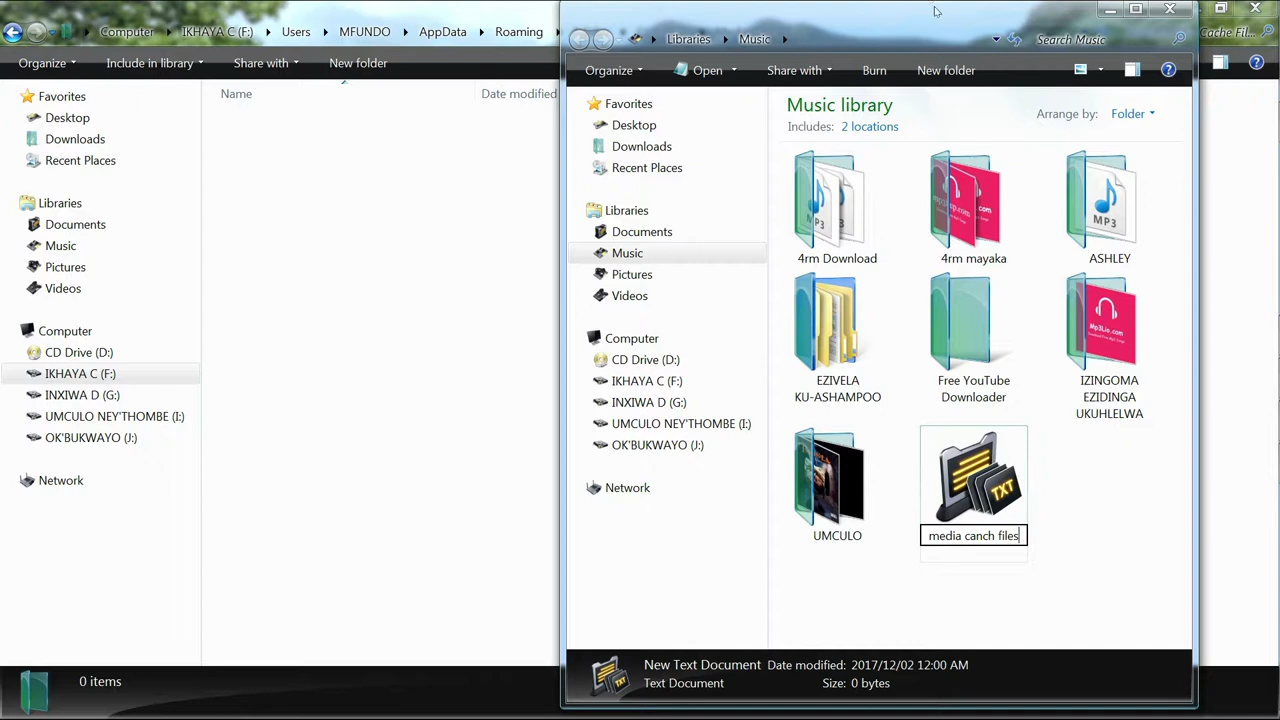 Computer
IKHAYA C (F:)
Users
MFUNDO
AppData
Roaming
Cache Fil...
Organize
Include in library
Share with
New folder
Name
Date modified
Favorites
Desktop
Downloads
Recent Places
Libraries
Documents
Music
Pictures
Videos
Computer
CD Drive (D:)
IKHAYA C (F:)
INXIWA D (G:)
UMCULO NEY'THOMBE (I:)
OK'BUKWAYO (J:)
Network
0 items
Libraries
Music
Search Music
Organize
Open
Share with
Burn
New folder
Favorites
Desktop
Downloads
Recent Places
Libraries
Documents
Music
Pictures
Videos
Computer
CD Drive (D:)
IKHAYA C (F:)
INXIWA D (G:)
UMCULO NEY'THOMBE (I:)
OK'BUKWAYO (J:)
Network
Music library
Includes: 2 locations
Arrange by: Folder
MP3
4rm Download
4rm mayaka
ASHLEY
Mp3Lio.com
EZIVELA
KU-ASHAMPOO
Free YouTube
Downloader
IZINGOMA
EZIDINGA
UKUHLELWA
TXT
UMCULO
media canch files
New Text Document Date modified: 2017/12/02 12:00 AM
Text Document Size: 0 bytes